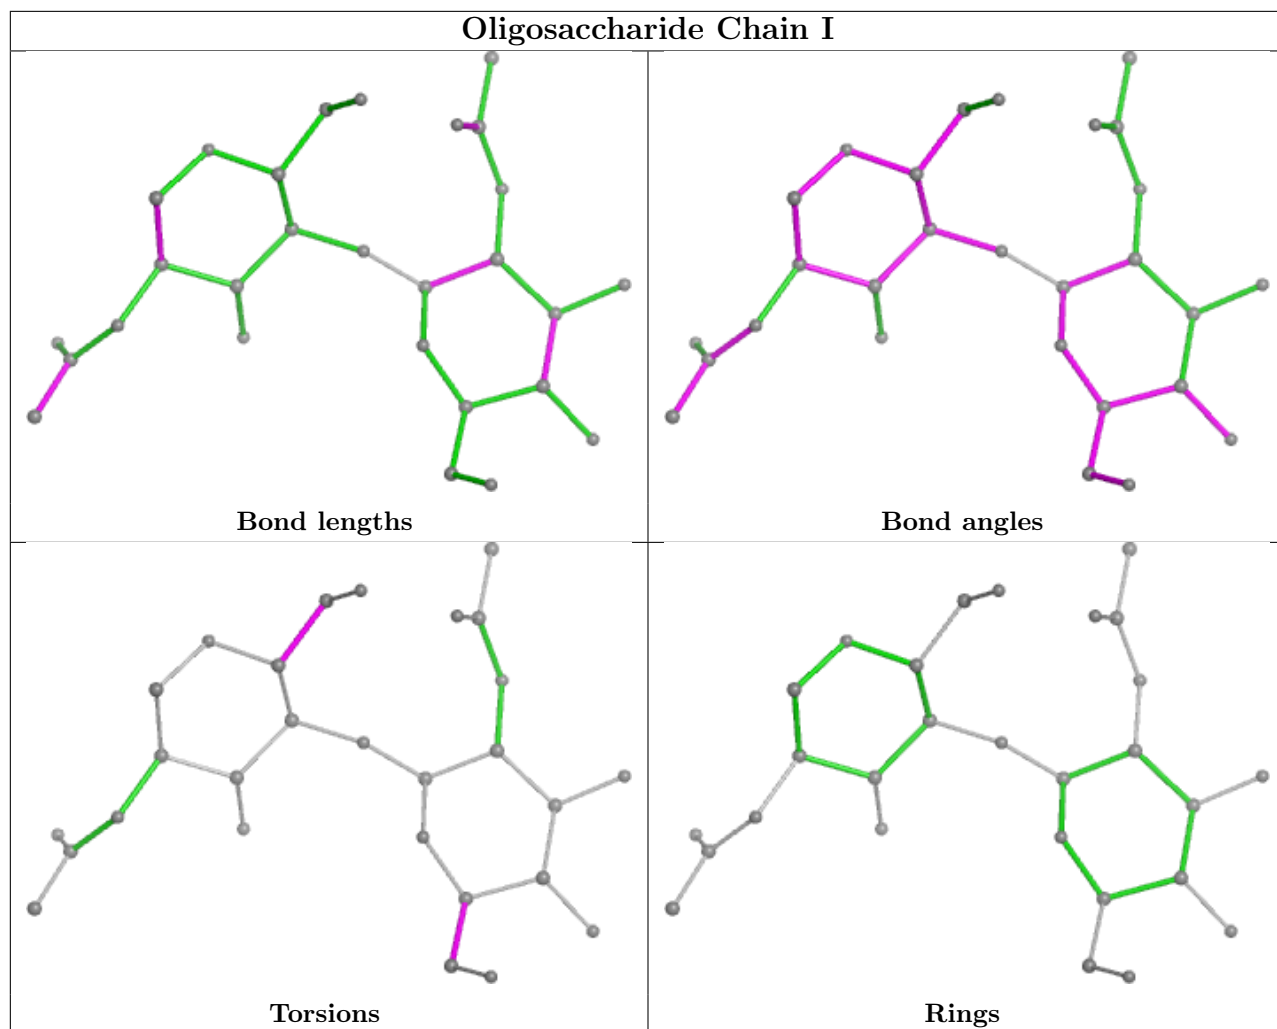 Oligosaccharide Chain I
Bond lengths
Bond angles
Torsions
Rings